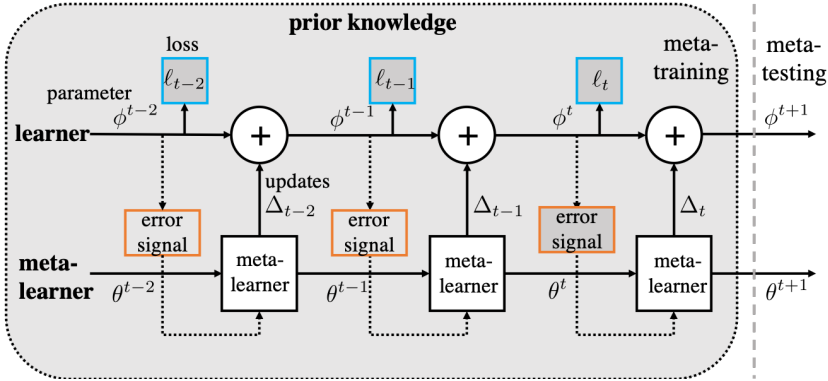 prior knowledge
loss
meta-
training
meta-
testing
ℓ_{t−2}
ℓ_{t−1}
ℓ_t
parameter
ϕ^{t−2}
ϕ^{t−1}
ϕ^t
ϕ^{t+1}
learner
+
+
+
updates
Δ_{t−2}
Δ_{t−1}
Δ_t
error
signal
error
signal
error
signal
meta-
learner
meta-
learner
meta-
learner
meta-
learner
θ^{t−2}
θ^{t−1}
θ^t
θ^{t+1}